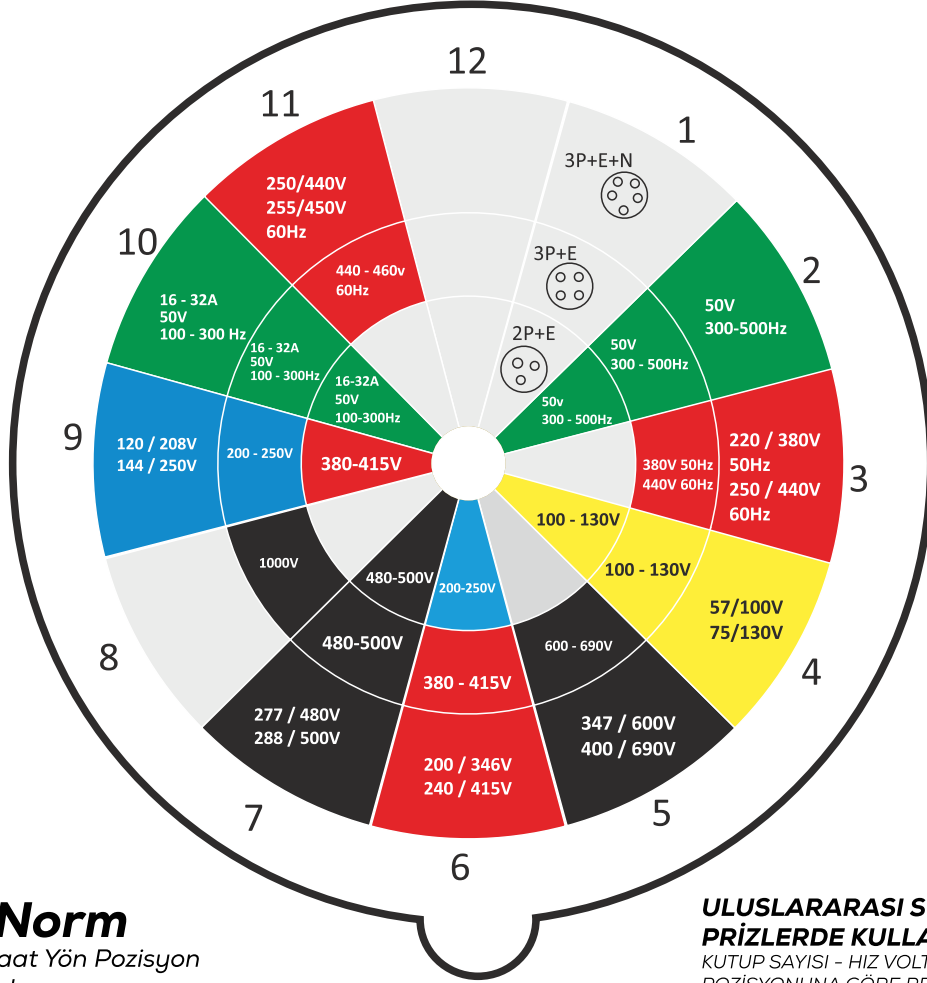 12
11
1
3P+E+N
250/440V
255/450V
60Hz
10
3P+E
440 - 460v
60Hz
2
16 - 32A
50V
100 - 300 Hz
50V
300-500Hz
2P+E
16 - 32A
50V
100 - 300Hz
50V
300 - 500Hz
16-32A
50V
100-300Hz
50v
300 - 500Hz
9
120 / 208V
144 / 250V
200 - 250V
380-415V
380V 50Hz
440V 60Hz
220 / 380V
50Hz
250 / 440V
60Hz
3
100 - 130V
1000V
480-500V
200-250V
100 - 130V
57/100V
75/130V
8
480-500V
380 - 415V
600 - 690V
4
277 / 480V
288 / 500V
200 / 346V
240 / 415V
347 / 600V
400 / 690V
7
5
6
Norm
aat Yön Pozisyon
ULUSLARARASI S
PRİZLERDE KULLA
KUTUP SAYISI - HIZ VOLT